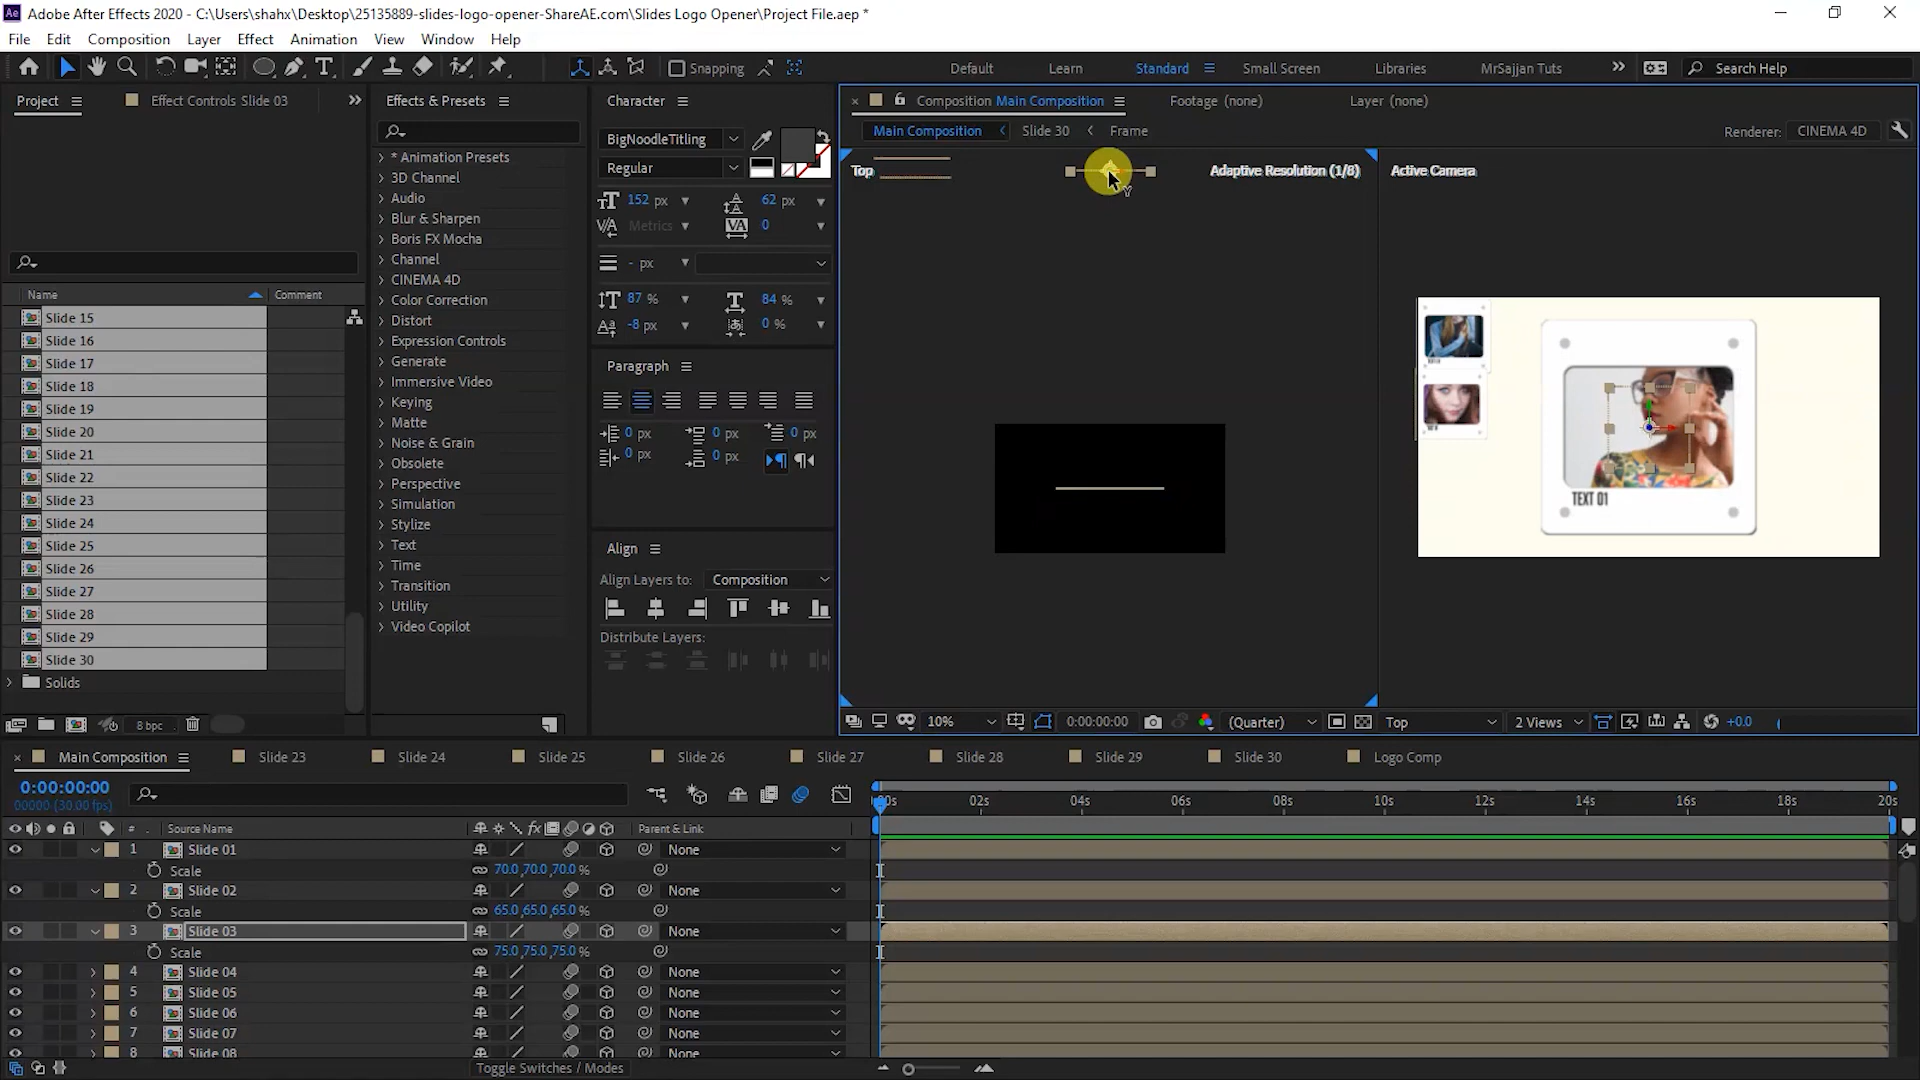 Adobe After Effects 2020 - C:\Users\shahx\Desktop\25135889-slides-logo-opener-ShareAE.com\Slides Logo Opener\Project File.aep *
File Edit Composition Layer Effect Animation View Window Help
Snapping Default Learn Standard Small Screen Libraries MrSajjan Tuts Search Help
Project
Effect Controls Slide 03
Name Comment
Slide 15
Slide 16
Slide 17
Slide 18
Slide 19
Slide 20
Slide 21
Slide 22
Slide 23
Slide 24
Slide 25
Slide 26
Slide 27
Slide 28
Slide 29
Slide 30
Solids
8 bpc
Effects & Presets
* Animation Presets
3D Channel
Audio
Blur & Sharpen
Boris FX Mocha
Channel
CINEMA 4D
Color Correction
Distort
Expression Controls
Generate
Immersive Video
Keying
Matte
Noise & Grain
Obsolete
Perspective
Simulation
Stylize
Text
Time
Transition
Utility
Video Copilot
Character
BigNoodleTitling
Regular
152 px 62 px
Metrics 0
- px
87 % 84 %
-8 px 0 %
Paragraph
0 px 0 px 0 px
0 px 0 px
Align
Align Layers to: Composition
Distribute Layers:
Composition Main Composition Footage (none) Layer (none)
Main Composition Slide 30 Frame Renderer: CINEMA 4D
Top Adaptive Resolution (1/8) Active Camera
TEXT 01
10% 0:00:00:00 (Quarter) Top 2 Views +0.0
Main Composition Slide 23 Slide 24 Slide 25 Slide 26 Slide 27 Slide 28 Slide 29 Slide 30 Logo Comp
0:00:00:00
00000 (30.00 fps)
02s 04s 06s 08s 10s 12s 14s 16s 18s 20s
# Source Name Parent & Link
1 Slide 01 None
Scale 70.0,70.0,70.0 %
2 Slide 02 None
Scale 65.0,65.0,65.0 %
3 Slide 03 None
Scale 75.0,75.0,75.0 %
4 Slide 04 None
5 Slide 05 None
6 Slide 06 None
7 Slide 07 None
8 Slide 08 None
Toggle Switches / Modes